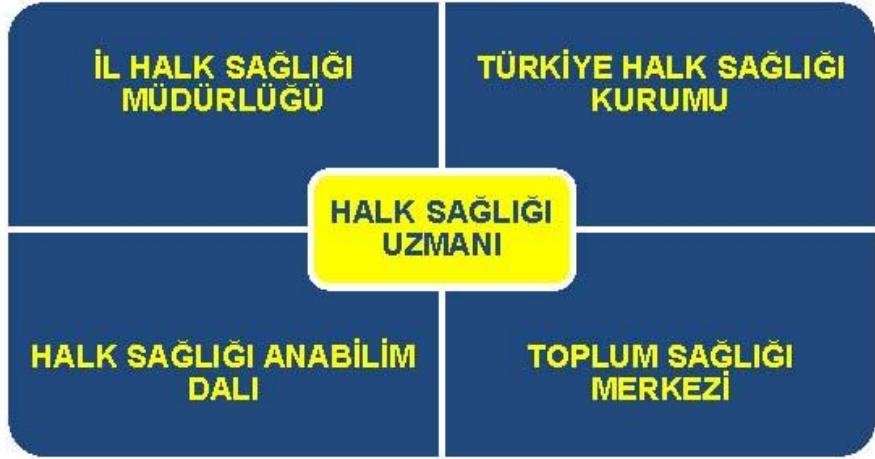 İL HALK SAĞLIĞI
MÜDÜRLÜĞÜ
TÜRKİYE HALK SAĞLIĞI
KURUMU
HALK SAĞLIĞI
UZMANI
HALK SAĞLIĞI ANABİLİM
DALI
TOPLUM SAĞLIĞI
MERKEZİ